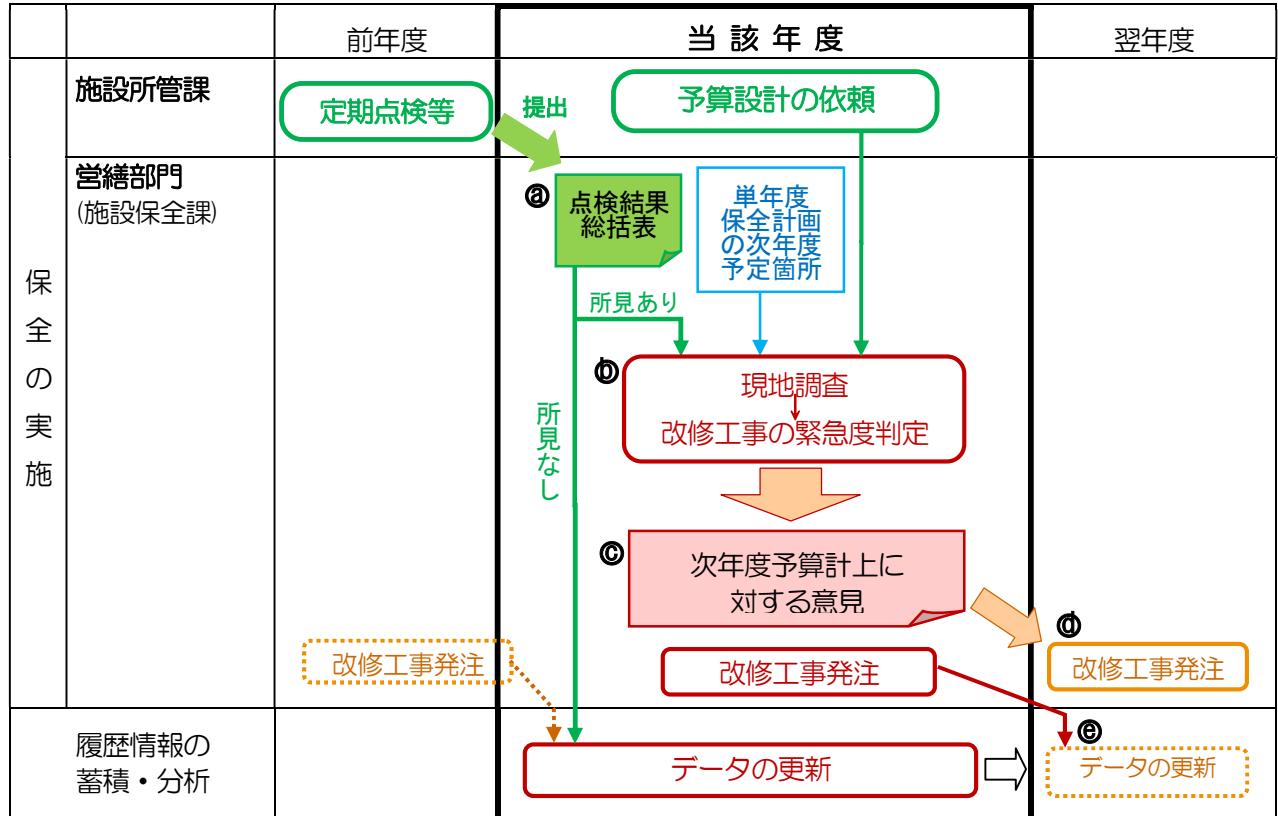 前年度
当該年度
翌年度
保全の実施
施設所管課
定期点検等
提出
予算設計の依頼
営繕部門
(施設保全課)
ⓐ
点検結果
総括表
単年度
保全計画
の次年度
予定箇所
所見あり
所見なし
ⓑ
現地調査
改修工事の緊急度判定
ⓒ
次年度予算計上に
対する意見
ⓓ
改修工事発注
改修工事発注
改修工事発注
履歴情報の
蓄積・分析
データの更新
ⓔ
データの更新